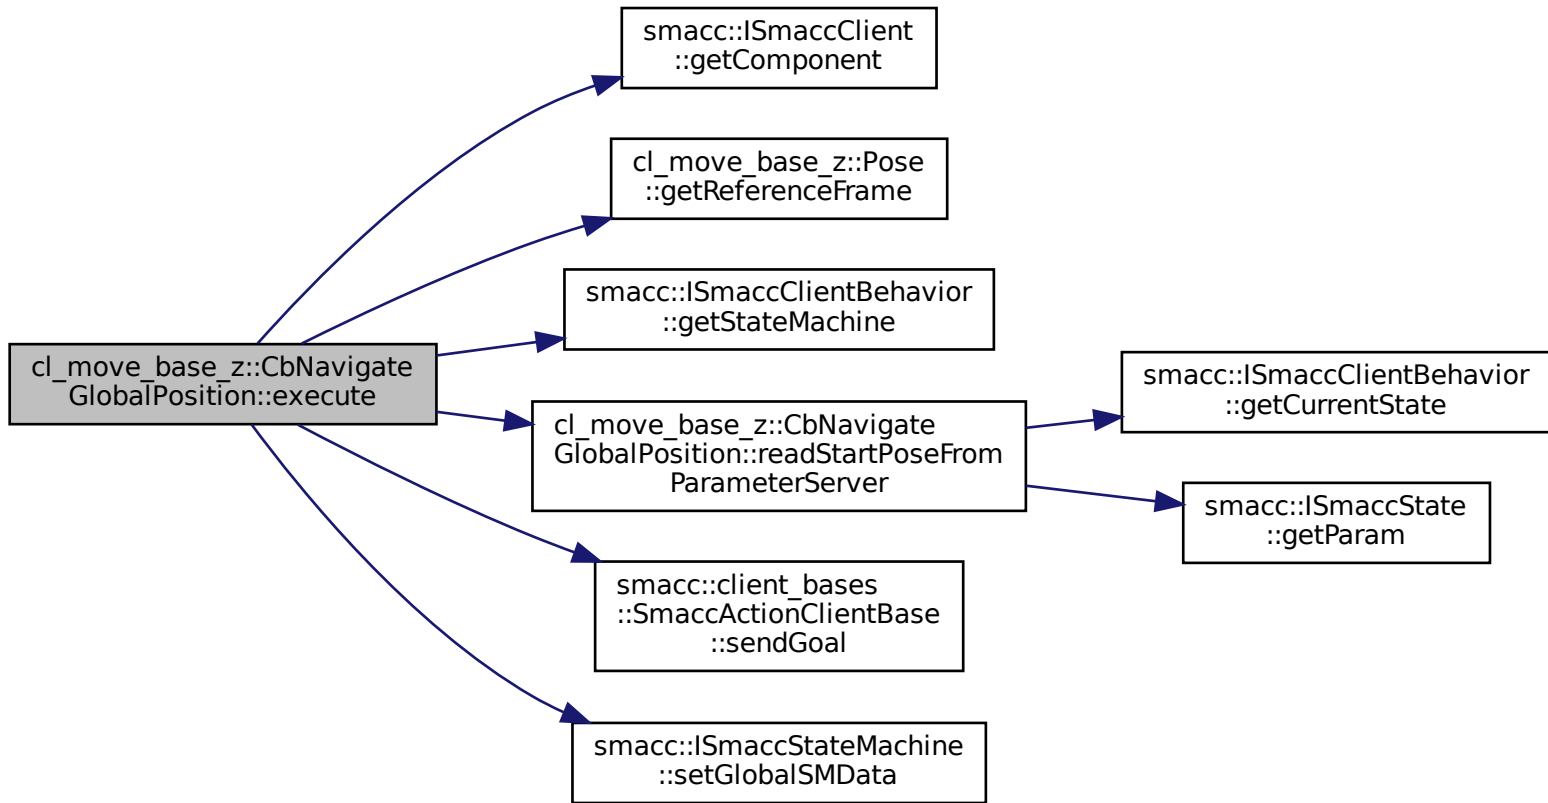 smacc::ISmaccClient
::getComponent
cl_move_base_z::Pose
::getReferenceFrame
smacc::ISmaccClientBehavior
::getStateMachine
cl_move_base_z::CbNavigate
GlobalPosition::execute
cl_move_base_z::CbNavigate
GlobalPosition::readStartPoseFrom
ParameterServer
smacc::ISmaccClientBehavior
::getCurrentState
smacc::ISmaccState
::getParam
smacc::client_bases
::SmaccActionClientBase
::sendGoal
smacc::ISmaccStateMachine
::setGlobalSMData